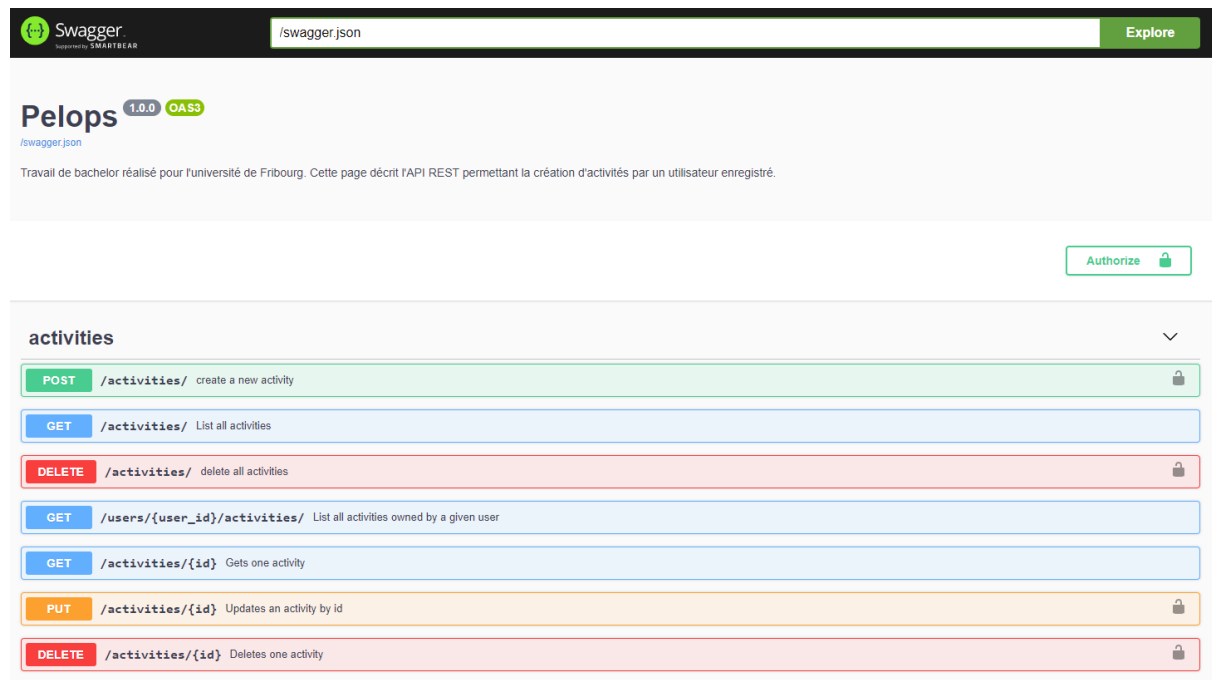 Swagger
Supported by SMARTBEAR
/swagger.json
Explore
Pelops 1.0.0 OAS3
/swagger.json
Travail de bachelor réalisé pour l'université de Fribourg. Cette page décrit l'API REST permettant la création d'activités par un utilisateur enregistré.
Authorize
activities
POST /activities/ create a new activity
GET /activities/ List all activities
DELETE /activities/ delete all activities
GET /users/{user_id}/activities/ List all activities owned by a given user
GET /activities/{id} Gets one activity
PUT /activities/{id} Updates an activity by id
DELETE /activities/{id} Deletes one activity